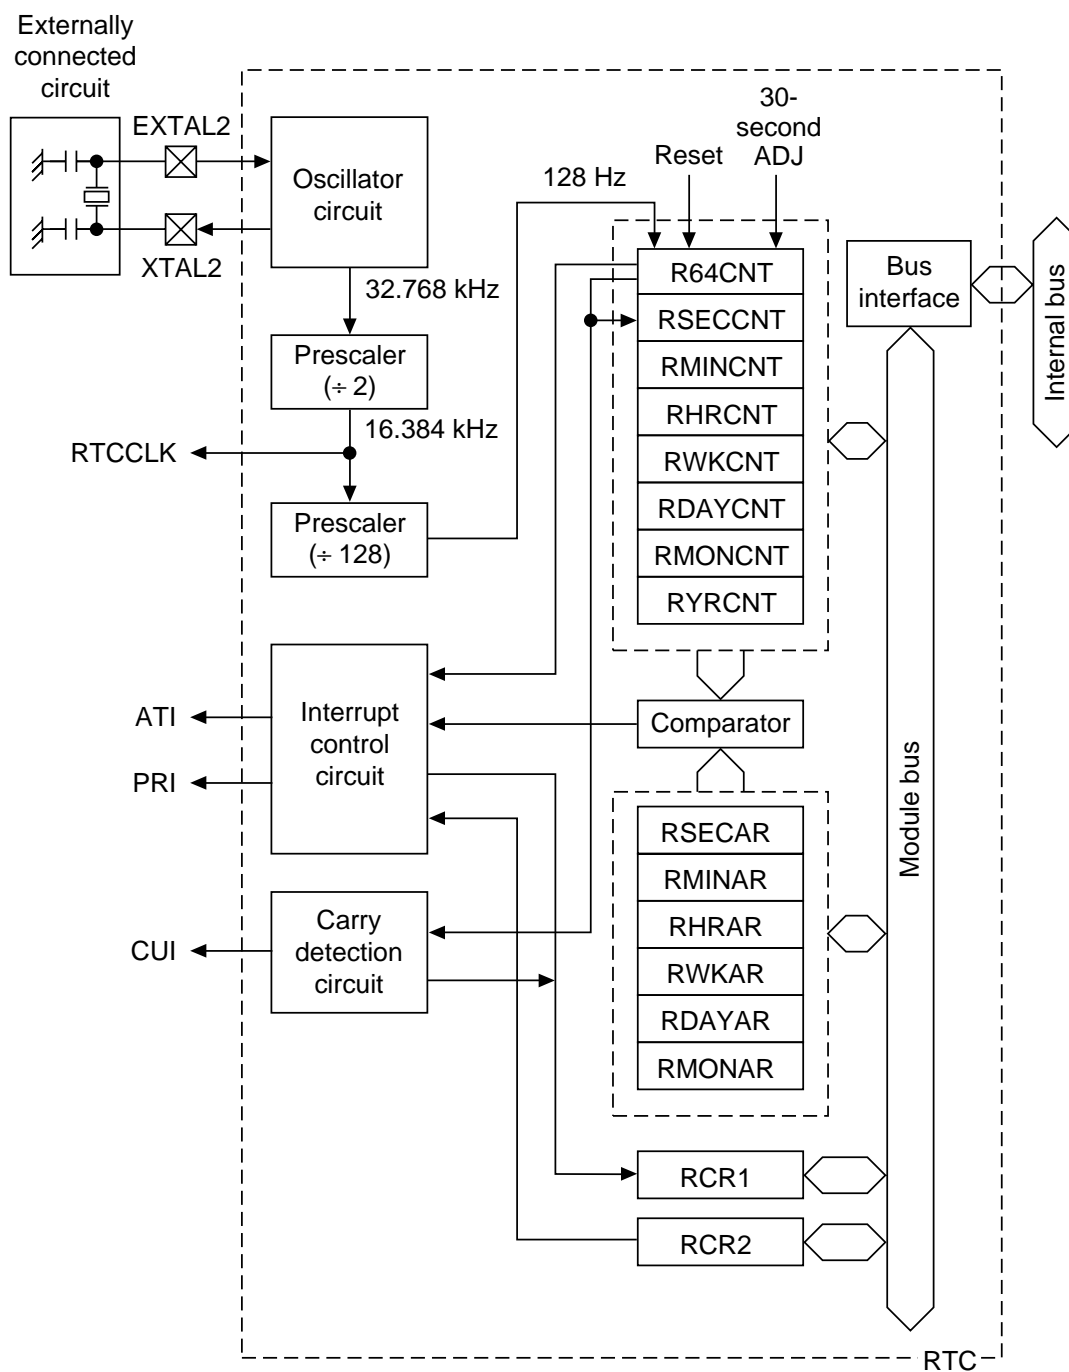 Externally
connected
circuit
EXTAL2
XTAL2
Oscillator
circuit
32.768 kHz
Prescaler
(÷ 2)
16.384 kHz
RTCCLK
Prescaler
(÷ 128)
128 Hz
Reset
30-
second
ADJ
R64CNT
RSECCNT
RMINCNT
RHRCNT
RWKCNT
RDAYCNT
RMONCNT
RYRCNT
Bus
interface
Internal bus
Module bus
ATI
PRI
Interrupt
control
circuit
Comparator
CUI
Carry
detection
circuit
RSECAR
RMINAR
RHRAR
RWKAR
RDAYAR
RMONAR
RCR1
RCR2
RTC